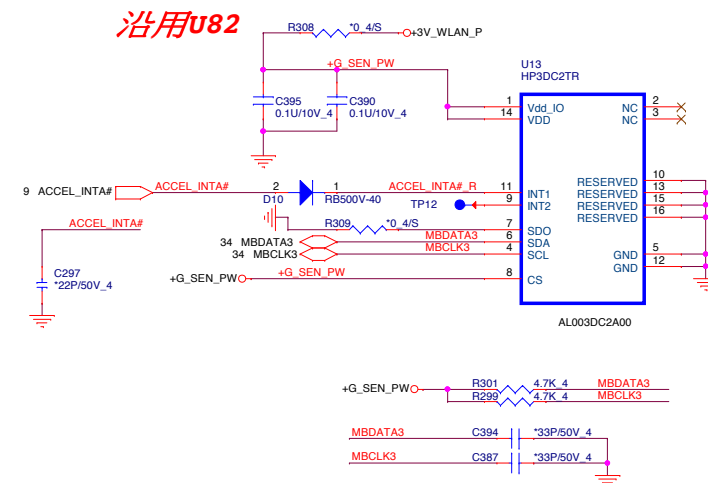 沿用U82
R308 *0_4/S +3V_WLAN_P
+G_SEN_PW
C395 0.1U/10V_4
C390 0.1U/10V_4
U13
HP3DC2TR
1 Vdd_IO
14 VDD
NC 2
NC 3
RESERVED 10
RESERVED 13
RESERVED 15
RESERVED 16
GND 5
GND 12
11 INT1
9 INT2
7 SDO
6 SDA
4 SCL
8 CS
AL003DC2A00
9 ACCEL_INTA# ACCEL_INTA# 2 D10 1 RB500V-40 ACCEL_INTA#_R
TP12
R309 *0_4/S
34 MBDATA3 MBDATA3
34 MBCLK3 MBCLK3
+G_SEN_PW +G_SEN_PW
ACCEL_INTA#
C297
*22P/50V_4
+G_SEN_PW R301 4.7K_4 MBDATA3
R299 4.7K_4 MBCLK3
MBDATA3 C394 *33P/50V_4
MBCLK3 C387 *33P/50V_4